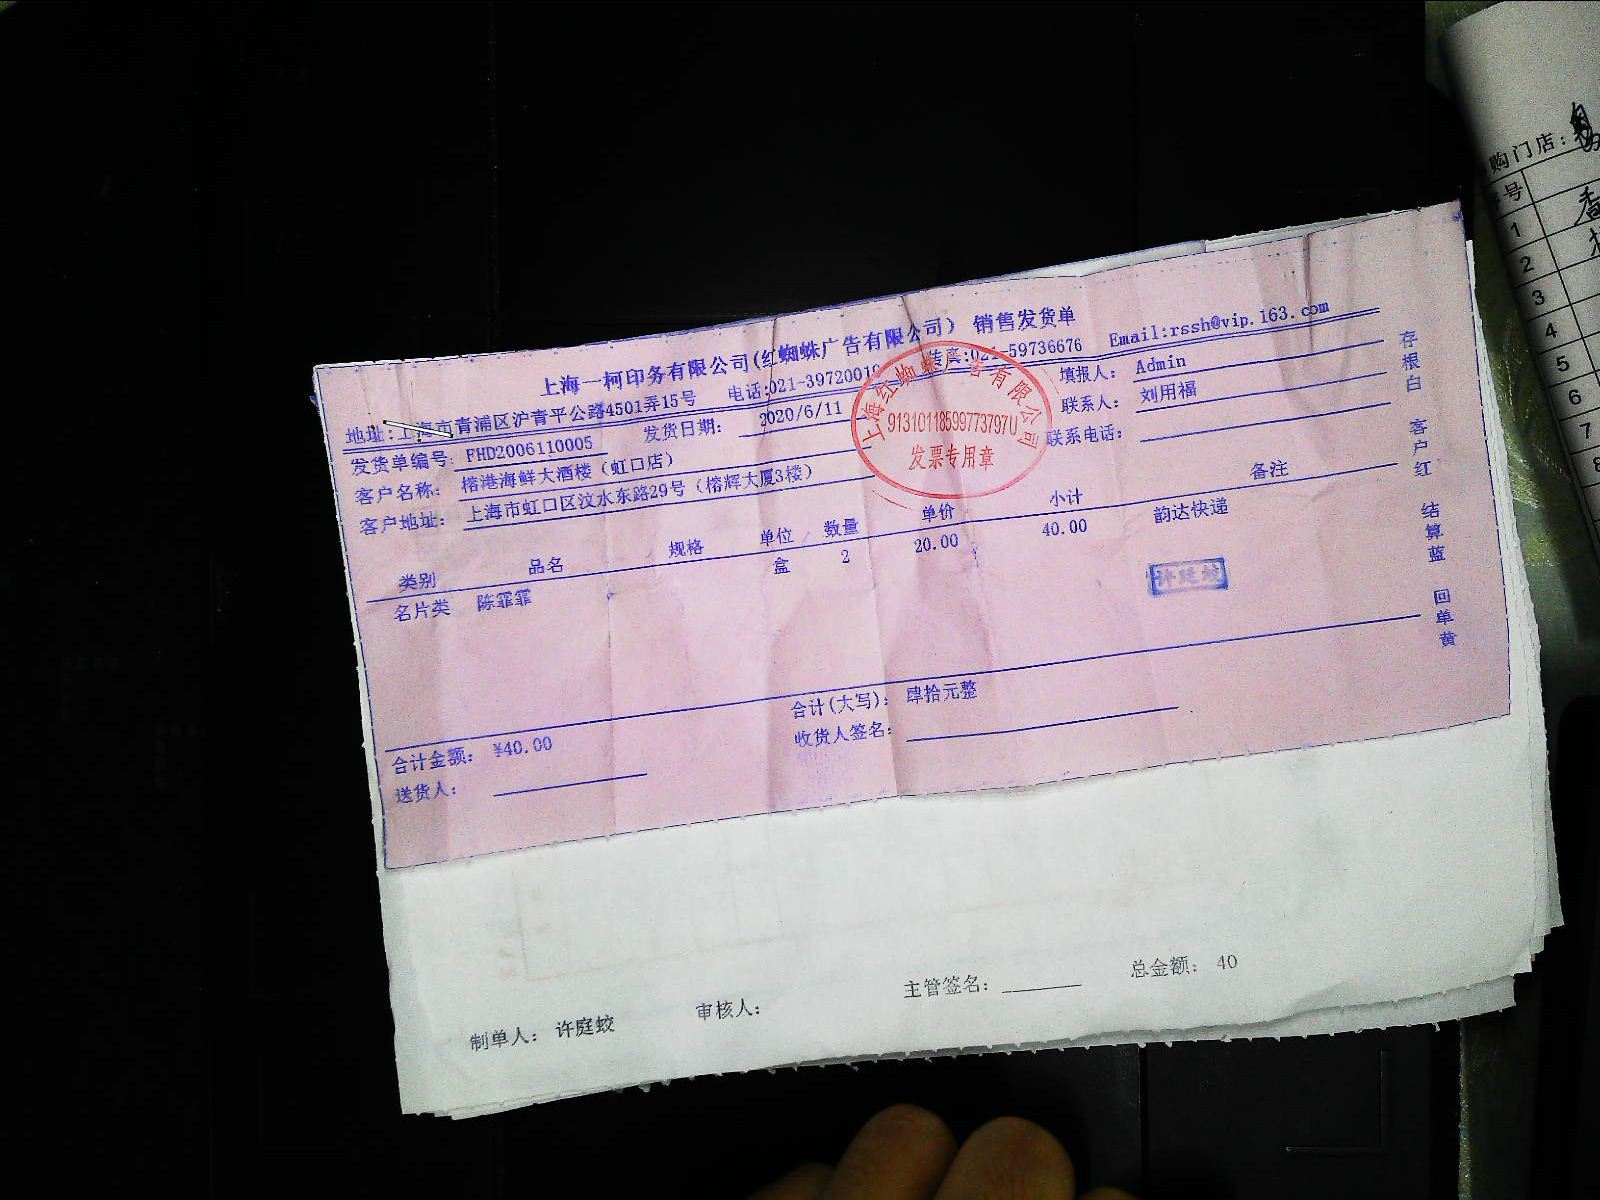 上海一柯印务有限公司(红蜘蛛广告有限公司) 销售发货单
地址:上海市青浦区沪青平公路4501弄15号 电话:021-39720019 传真:021-59736676 Email:rssh@vip.163.com
发货单编号: FHD2006110005 发货日期: 2020/6/11 填报人: Admin
客户名称: 榕港海鲜大酒楼(虹口店) 联系人: 刘用福
客户地址: 上海市虹口区汶水东路29号(榕辉大厦3楼) 联系电话:
上海红蜘蛛广告有限公司
91310118599773797U
发票专用章
类别 品名 规格 单位 数量 单价 小计 备注
名片类 陈霏霏 盒 2 20.00 40.00 韵达快递
许庭蛟
合计金额: ¥40.00 合计(大写): 肆拾元整
送货人: 收货人签名:
存根白 客户红 结算蓝 回单黄
制单人: 许庭蛟 审核人: 主管签名: 总金额: 40
购门店:
号
1
2
3
4
5
6
7
8